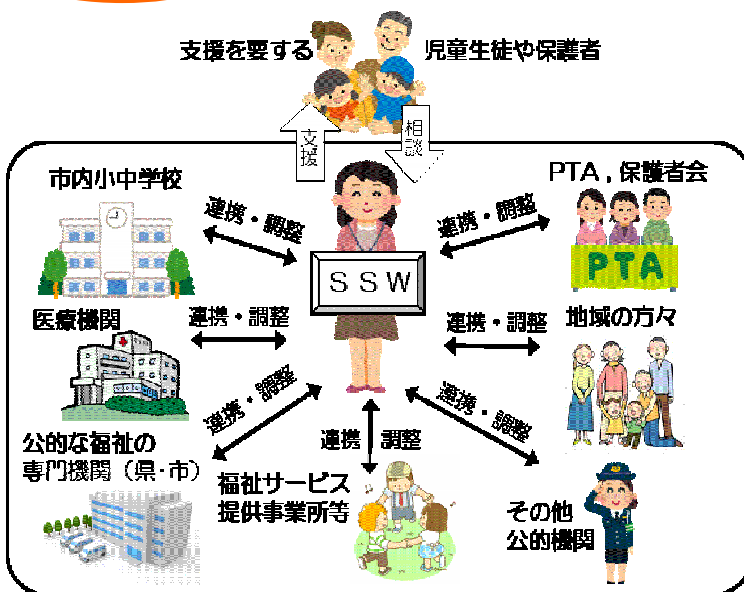 支援を要する 児童生徒や保護者
支援
相談
市内小中学校
連携・調整
連携・調整
PTA，保護者会
PTA
SSW
医療機関
連携・調整
連携・調整
地域の方々
公的な福祉の
専門機関（県・市）
連携・調整
連携 調整
連携・調整
福祉サービス
提供事業所等
その他
公的機関